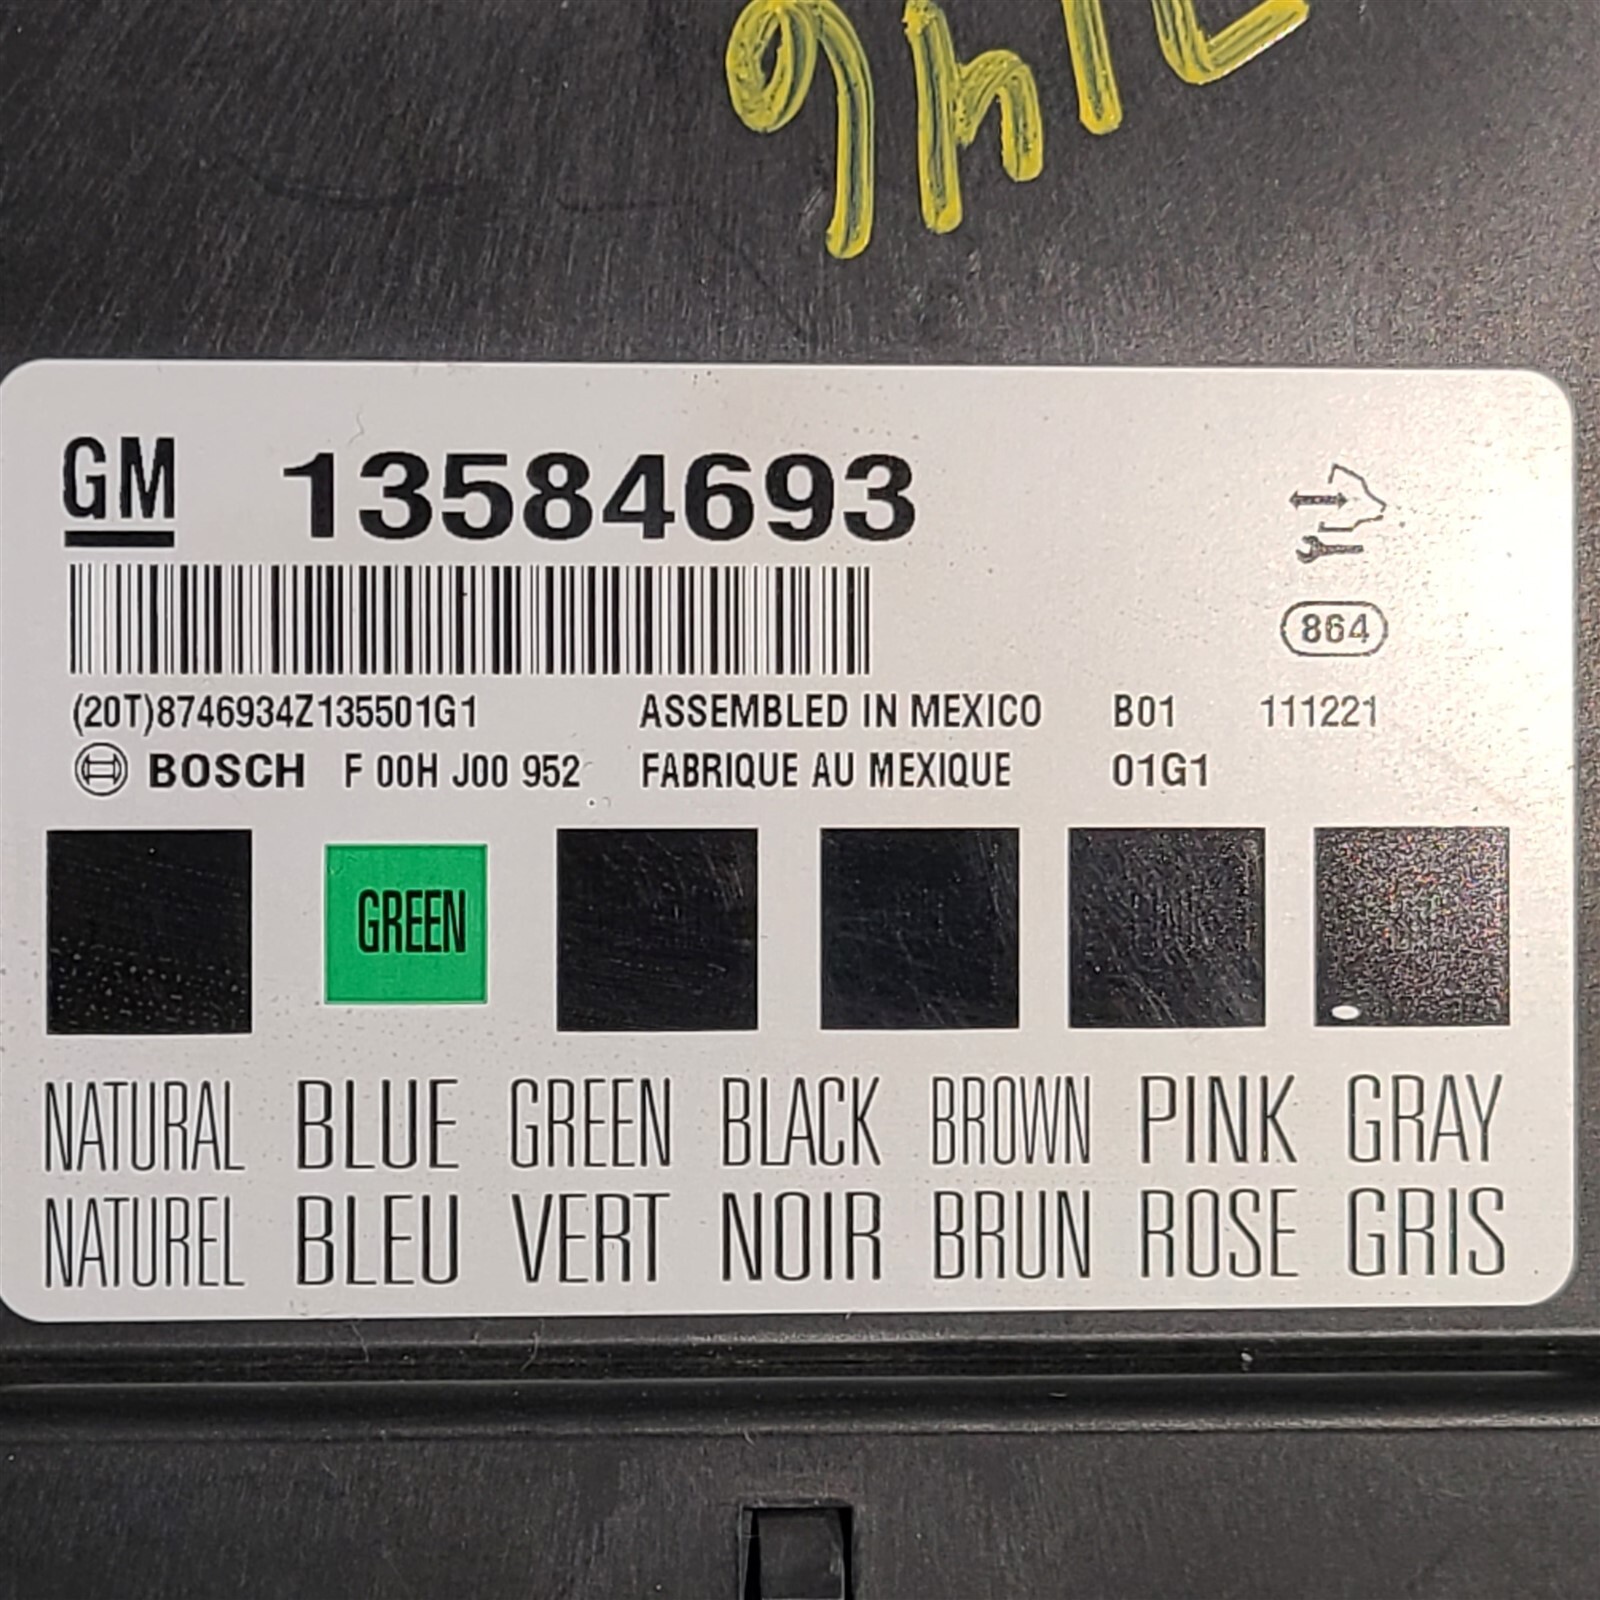 GM 13584693
864
(20T)8746934Z135501G1 ASSEMBLED IN MEXICO B01 111221
BOSCH F 00H J00 952 FABRIQUE AU MEXIQUE 01G1
GREEN
NATURAL BLUE GREEN BLACK BROWN PINK GRAY
NATUREL BLEU VERT NOIR BRUN ROSE GRIS